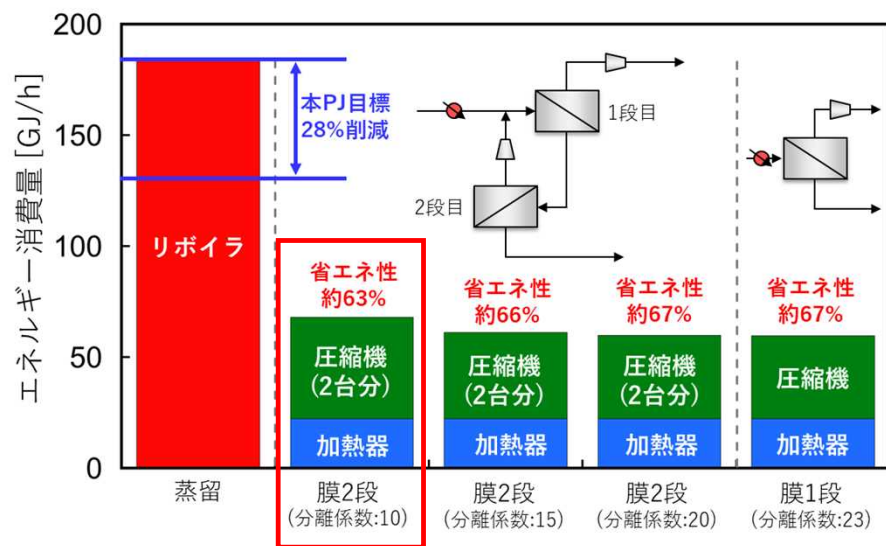 エネルギー消費量 [GJ/h]
200
150
100
50
0
本PJ目標
28%削減
リボイラ
1段目
2段目
省エネ性
約63%
圧縮機
(2台分)
加熱器
省エネ性
約66%
圧縮機
(2台分)
加熱器
省エネ性
約67%
圧縮機
(2台分)
加熱器
省エネ性
約67%
圧縮機
加熱器
蒸留
膜2段
(分離係数:10)
膜2段
(分離係数:15)
膜2段
(分離係数:20)
膜1段
(分離係数:23)